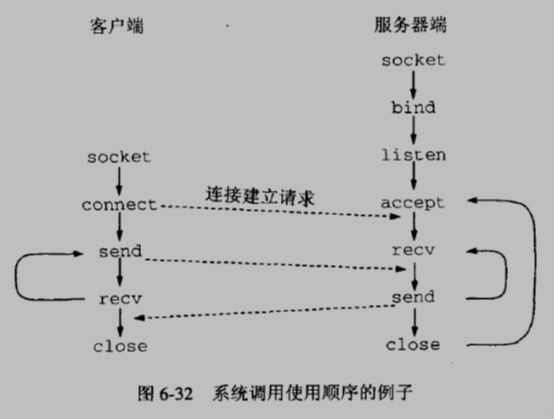 客户端
服务器端
socket
bind
socket
listen
连接建立请求
connect
accept
send
recv
recv
send
close
close
图 6-32 系统调用使用顺序的例子